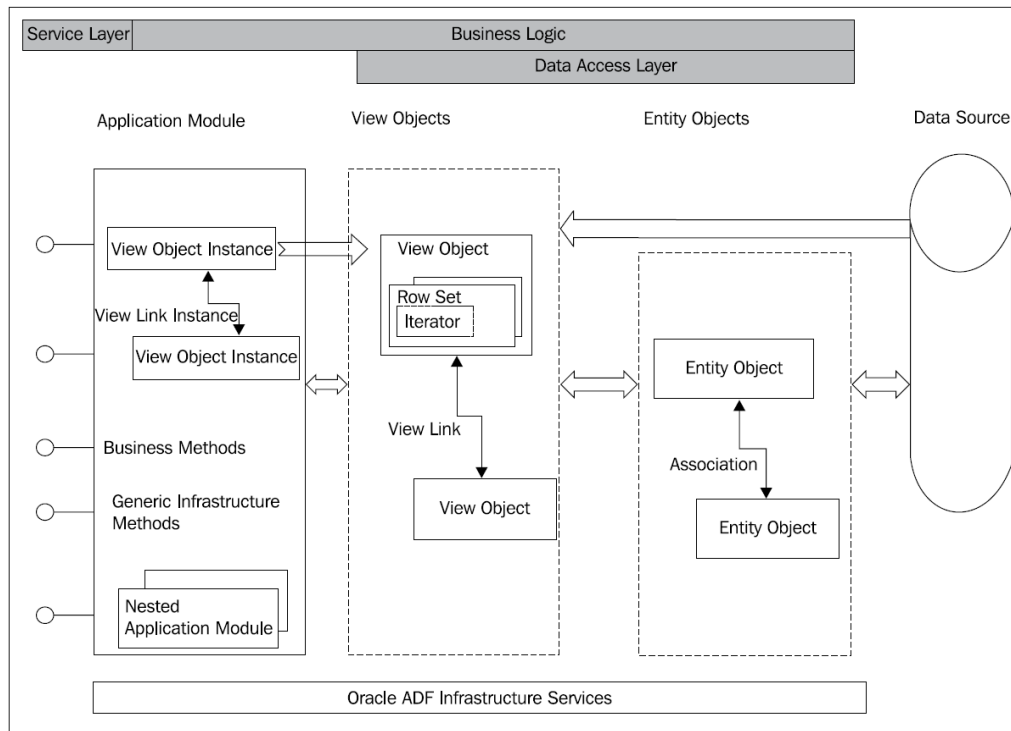 Service Layer
Business Logic
Data Access Layer
Application Module
View Objects
Entity Objects
Data Source
View Object Instance
View Link Instance
View Object Instance
Business Methods
Generic Infrastructure
Methods
Nested
Application Module
View Object
Row Set
Iterator
View Link
View Object
Entity Object
Association
Entity Object
Oracle ADF Infrastructure Services